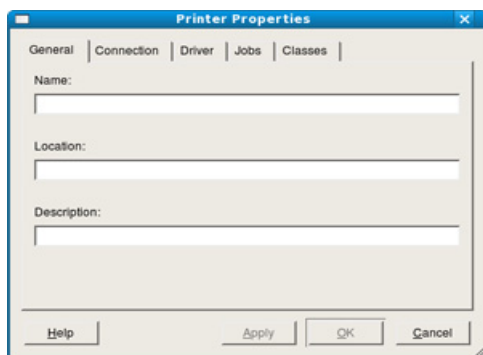 Printer Properties
General Connection Driver Jobs Classes
Name:
Location:
Description:
Help Apply OK Cancel